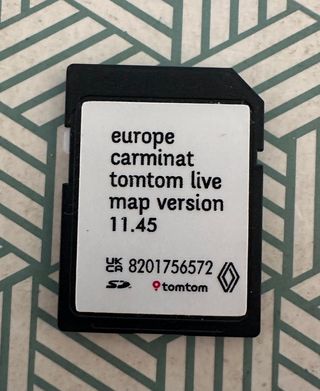 europe
carminat
tomtom live
map version
11.45
UK
CA 8201756572
SD tomtom